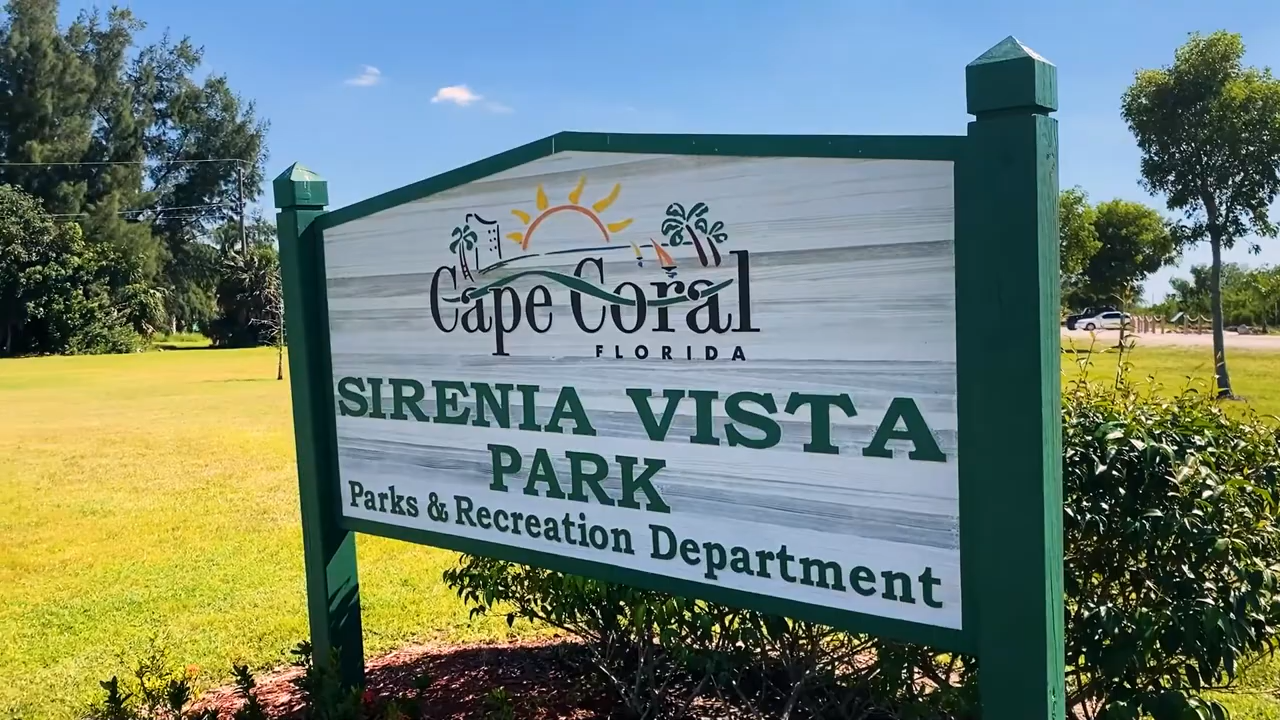 Cape Coral
FLORIDA
SIRENIA VISTA
PARK
Parks & Recreation Department